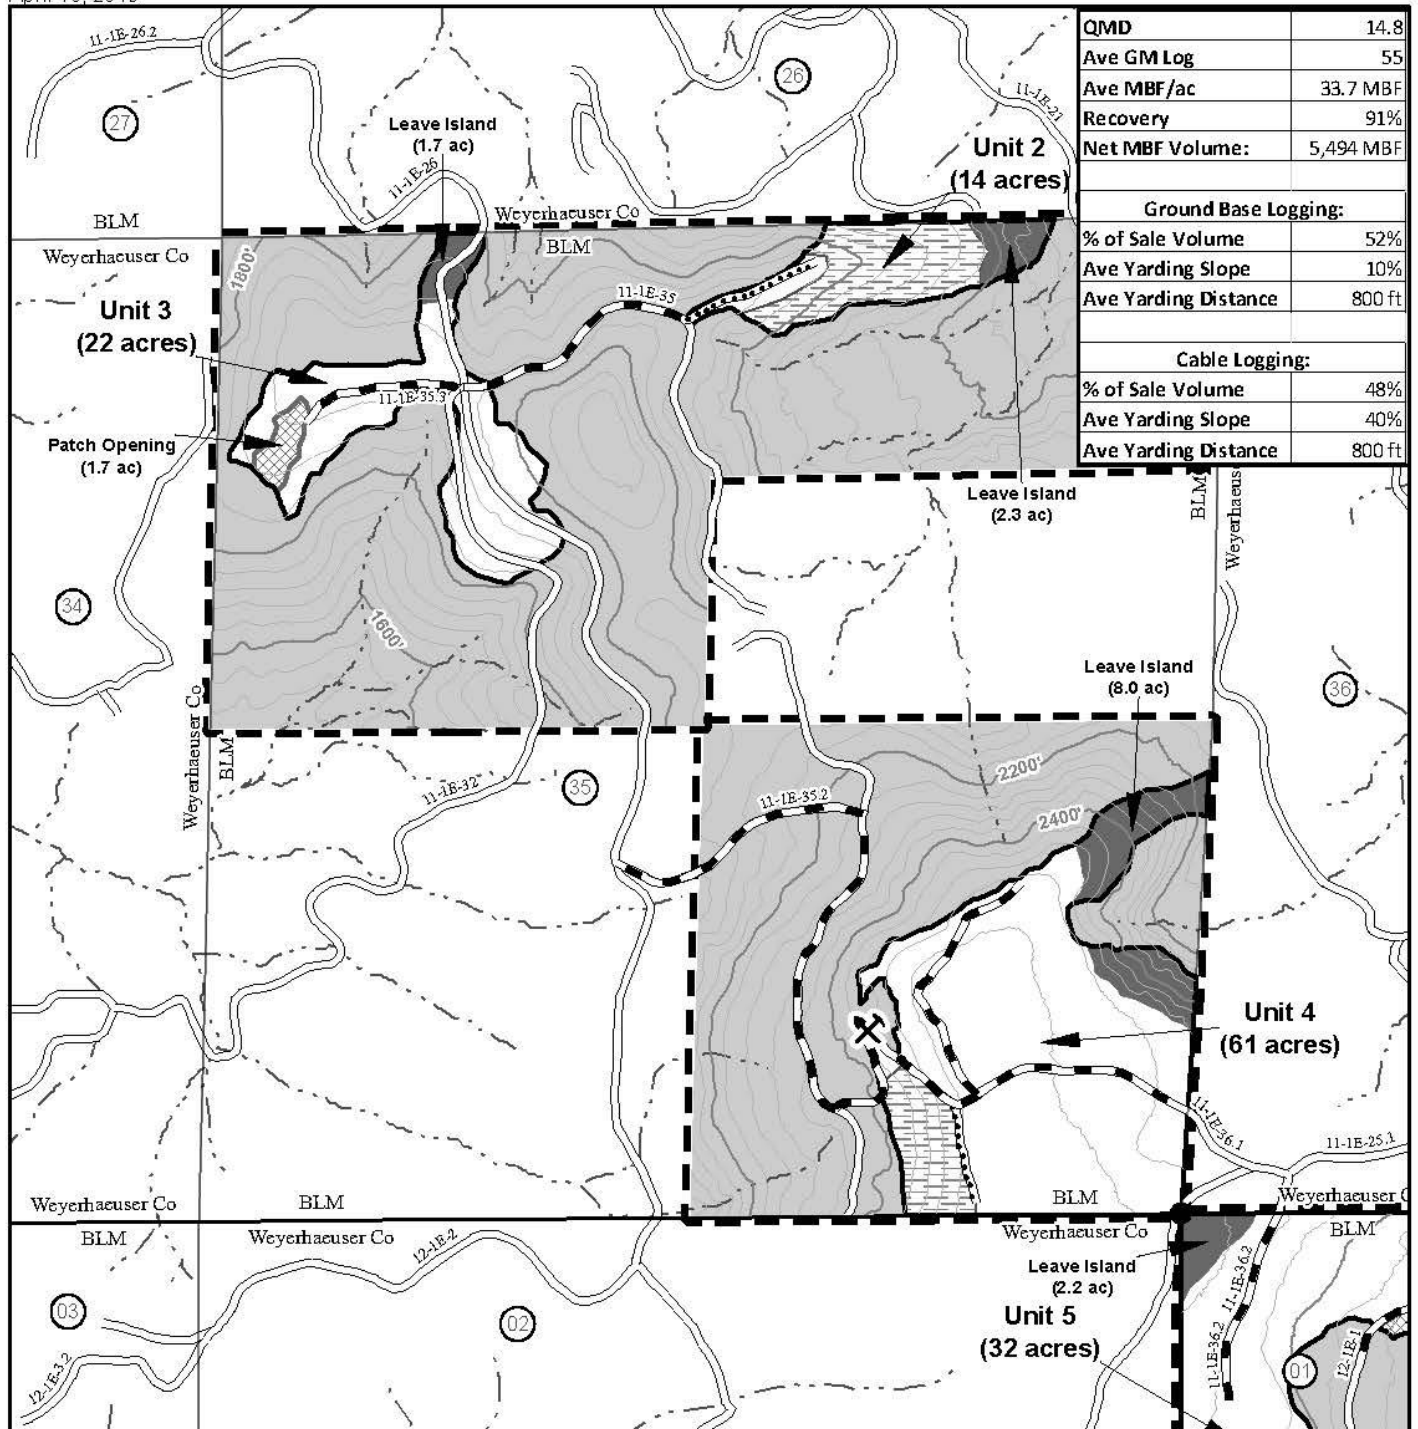 QMD 14.8
Ave GM Log 55
Ave MBF/ac 33.7 MBF
Recovery 91%
Net MBF Volume: 5,494 MBF
Ground Base Logging:
% of Sale Volume 52%
Ave Yarding Slope 10%
Ave Yarding Distance 800 ft
Cable Logging:
% of Sale Volume 48%
Ave Yarding Slope 40%
Ave Yarding Distance 800 ft
11-1E-26.2
27
26
Leave Island
(1.7 ac)
11-1E-26
Unit 2
(14 acres)
BLM
Weyerhaeuser Co
Weyerhaeuser Co
BLM
1800'
Unit 3
(22 acres)
11-1E-35
11-1E-35.3
Patch Opening
(1.7 ac)
Leave Island
(2.3 ac)
BLM
34
1600'
Leave Island
(8.0 ac)
36
Weyerhaeuser Co
BLM
11-1E-32
35
11-1E-35.2
2200'
2400'
Unit 4
(61 acres)
11-1E-36.1
11-1E-25.1
Weyerhaeuser Co
BLM
BLM
BLM
Weyerhaeuser Co
12-1E-2
Weyerhaeuser Co
BLM
Leave Island
(2.2 ac)
Unit 5
(32 acres)
11-1E-36.2
11-1E-36.2
03
02
01
12-1E-3.2
12-1E-1